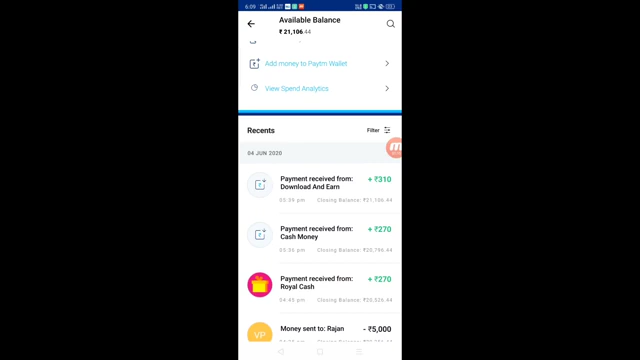 6:09
Available Balance
₹ 21,106.44
Add money to Paytm Wallet
View Spend Analytics
Recents
Filter
04 JUN 2020
Payment received from: + ₹310
Download And Earn
05:39 pm Closing Balance: ₹21,106.44
Payment received from: + ₹270
Cash Money
05:36 pm Closing Balance: ₹20,796.44
Payment received from: + ₹270
Royal Cash
04:45 pm Closing Balance: ₹20,526.44
VP
Money sent to: Rajan - ₹5,000